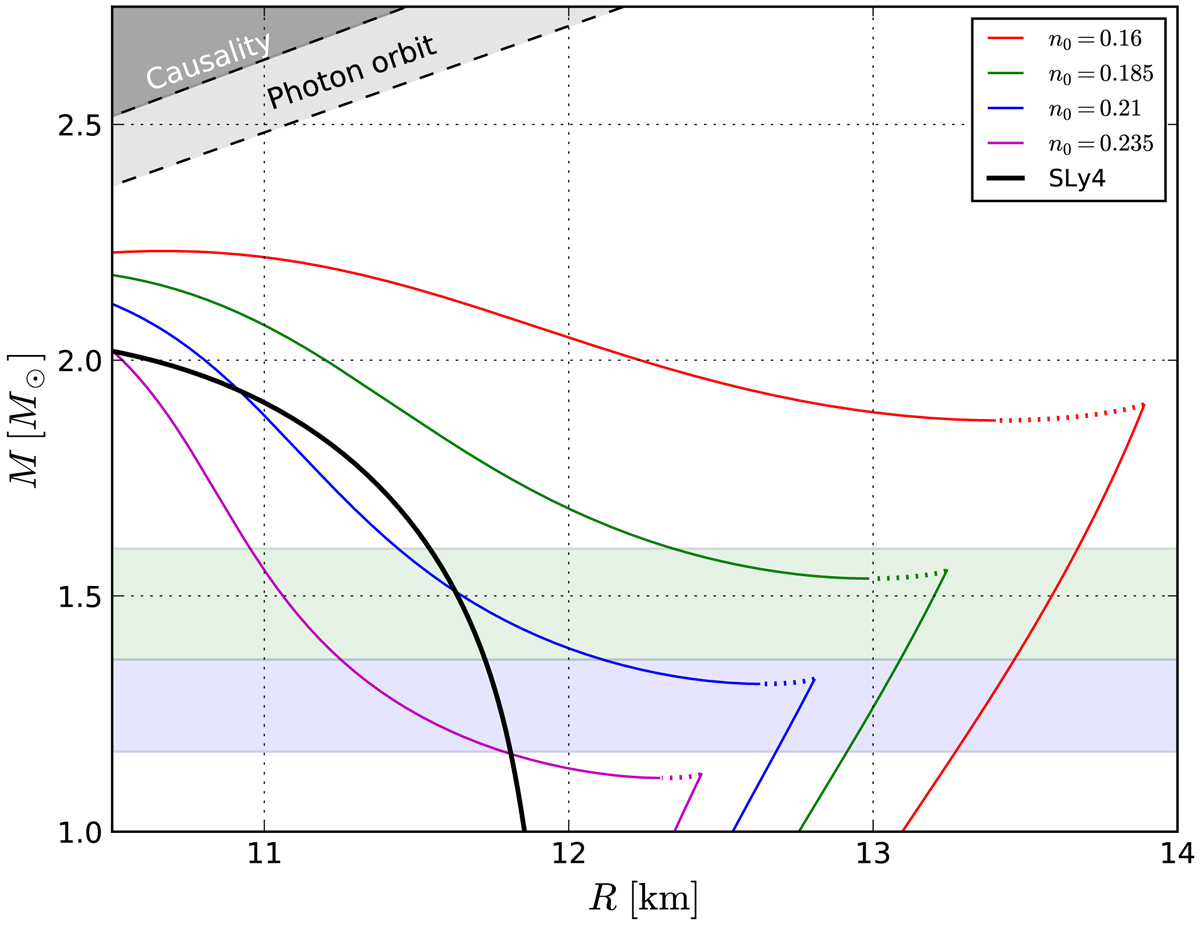 Causality
Photon orbit
n₀ = 0.16
n₀ = 0.185
n₀ = 0.21
n₀ = 0.235
SLy4
2.5
2.0
1.5
1.0
M [M⊙]
11
12
13
14
R [km]